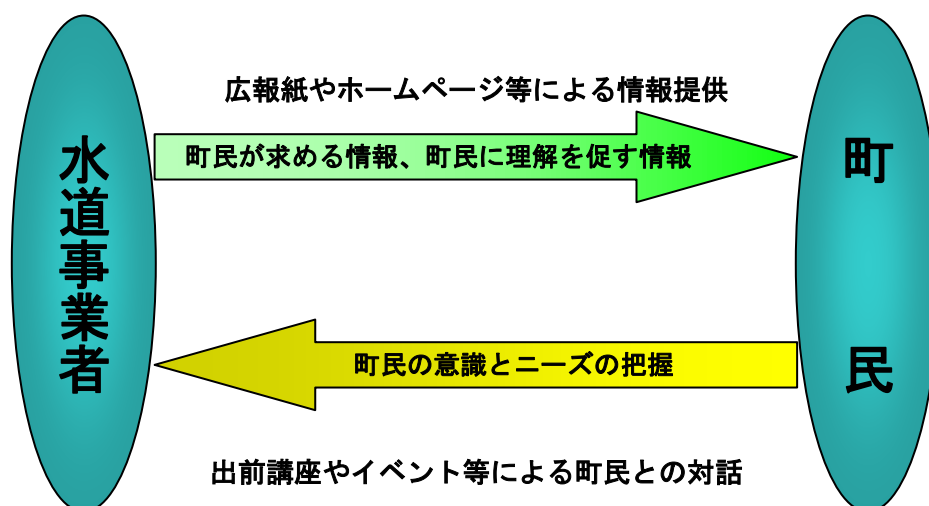 広報紙やホームページ等による情報提供
町民が求める情報、町民に理解を促す情報
水道事業者
町民
町民の意識とニーズの把握
出前講座やイベント等による町民との対話